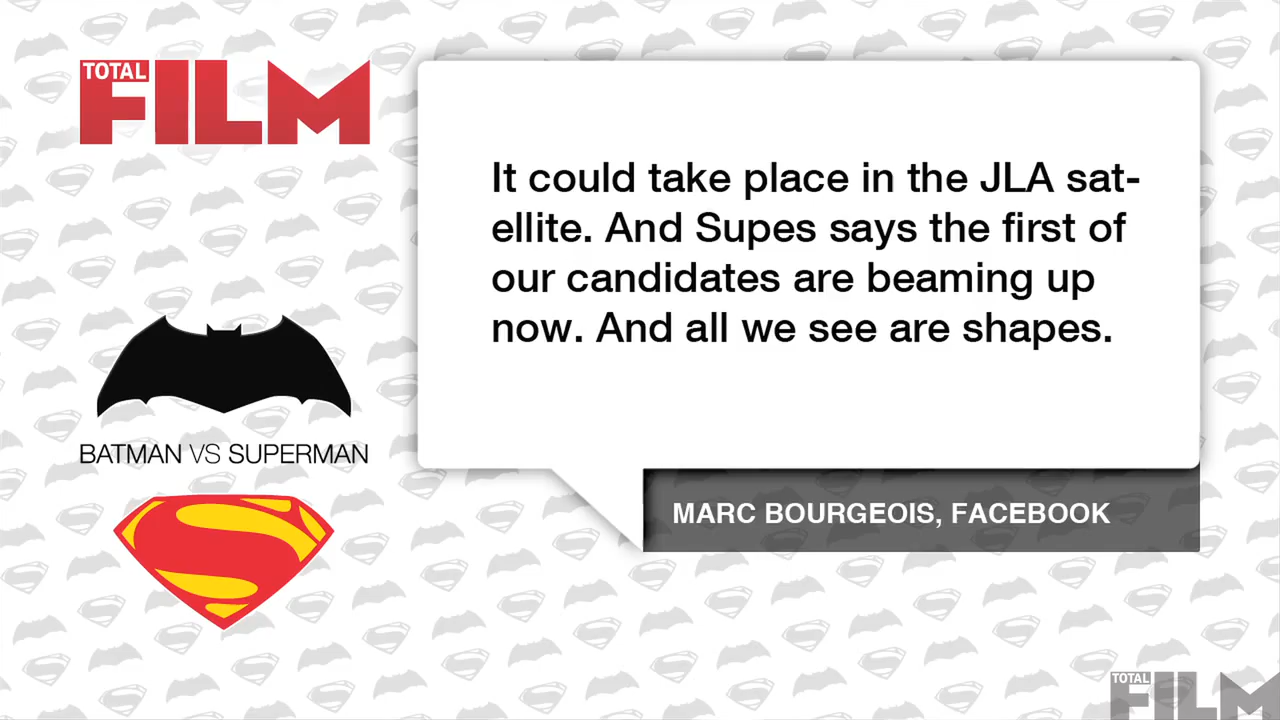 TOTAL
FILM
It could take place in the JLA sat-
ellite. And Supes says the first of
our candidates are beaming up
now. And all we see are shapes.
BATMAN VS SUPERMAN
MARC BOURGEOIS, FACEBOOK
TOTAL
FILM